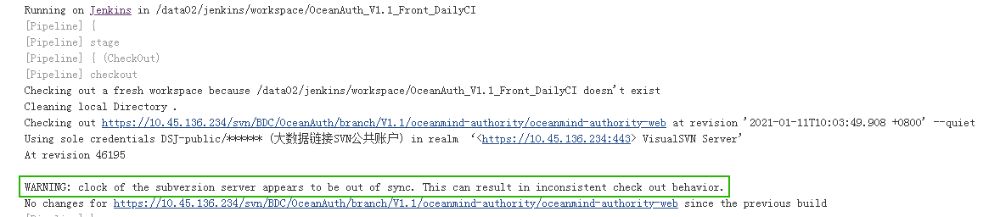 Running on Jenkins in /data02/jenkins/workspace/OceanAuth_V1.1_Front_DailyCI
[Pipeline] {
[Pipeline] stage
[Pipeline] { (CheckOut)
[Pipeline] checkout
Checking out a fresh workspace because /data02/jenkins/workspace/OceanAuth_V1.1_Front_DailyCI doesn't exist
Cleaning local Directory .
Checking out https://10.45.136.234/svn/BDC/OceanAuth/branch/V1.1/oceanmind-authority/oceanmind-authority-web at revision '2021-01-11T10:03:49.908 +0800' --quiet
Using sole credentials DSJ-public/****** (大数据链接SVN公共账户) in realm ‘<https://10.45.136.234:443> VisualSVN Server’
At revision 46195
WARNING: clock of the subversion server appears to be out of sync. This can result in inconsistent check out behavior.
No changes for https://10.45.136.234/svn/BDC/OceanAuth/branch/V1.1/oceanmind-authority/oceanmind-authority-web since the previous build